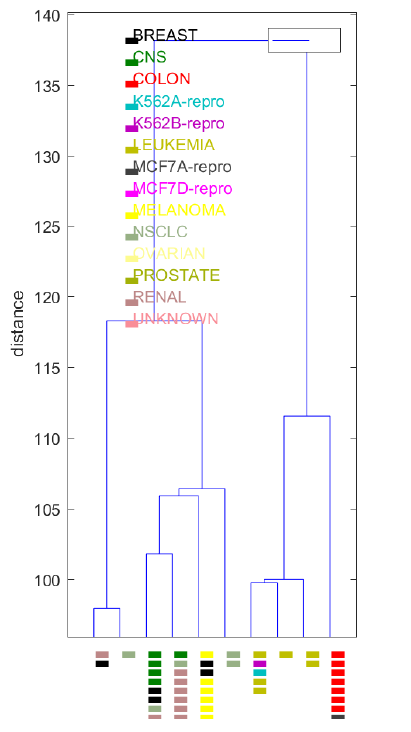 140
BREAST
CNS
135
COLON
K562A-repro
K562B-repro
LEUKEMIA
130
MCF7A-repro
MCF7D-repro
MELANOMA
125
NSCLC
OVARIAN
PROSTATE
120
RENAL
UNKNOWN
distance
115
110
105
100